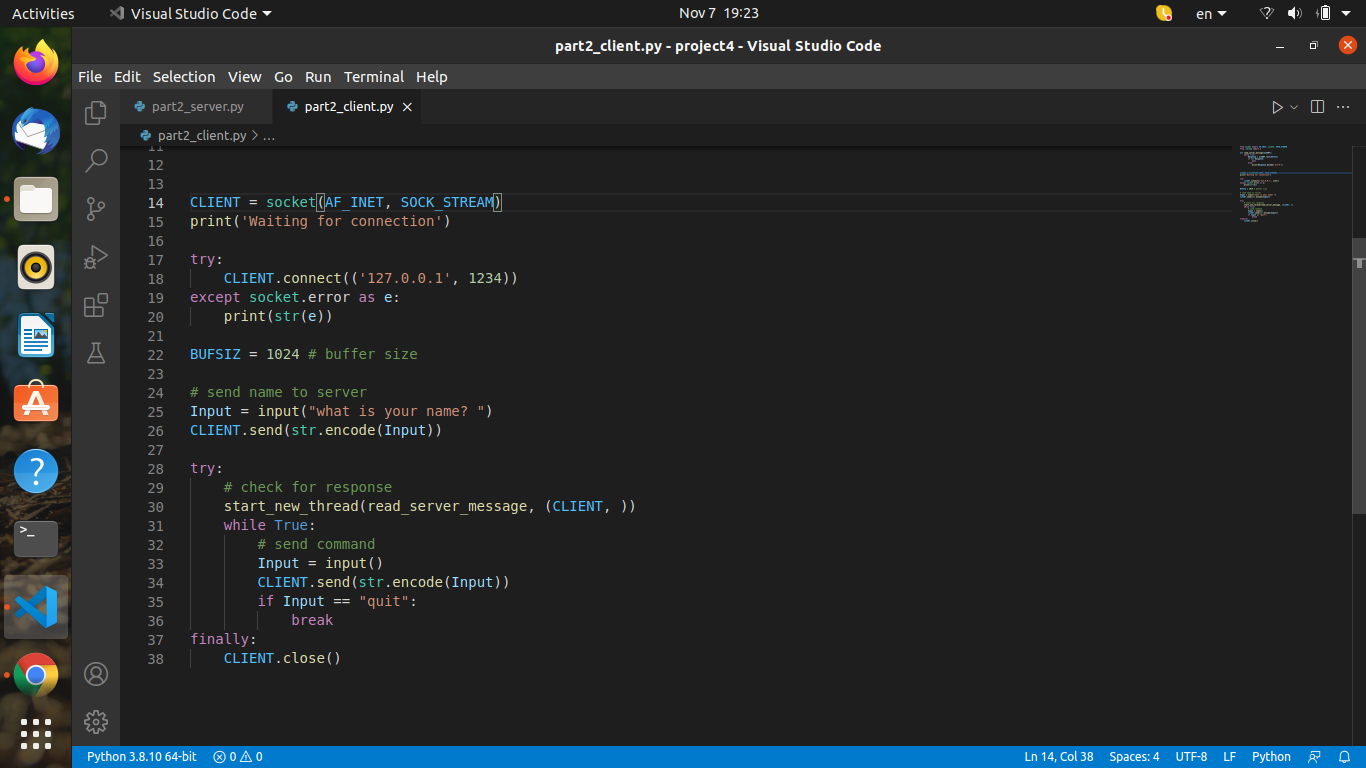 Activities
Visual Studio Code
Nov 7 19:23
en
part2_client.py - project4 - Visual Studio Code
File Edit Selection View Go Run Terminal Help
part2_server.py
part2_client.py
part2_client.py > ...
11
12
13
14 CLIENT = socket(AF_INET, SOCK_STREAM)
15 print('Waiting for connection')
16
17 try:
18 CLIENT.connect(('127.0.0.1', 1234))
19 except socket.error as e:
20 print(str(e))
21
22 BUFSIZ = 1024 # buffer size
23
24 # send name to server
25 Input = input("what is your name? ")
26 CLIENT.send(str.encode(Input))
27
28 try:
29 # check for response
30 start_new_thread(read_server_message, (CLIENT, ))
31 while True:
32 # send command
33 Input = input()
34 CLIENT.send(str.encode(Input))
35 if Input == "quit":
36 break
37 finally:
38 CLIENT.close()
Python 3.8.10 64-bit
0
0
Ln 14, Col 38
Spaces: 4
UTF-8
LF
Python